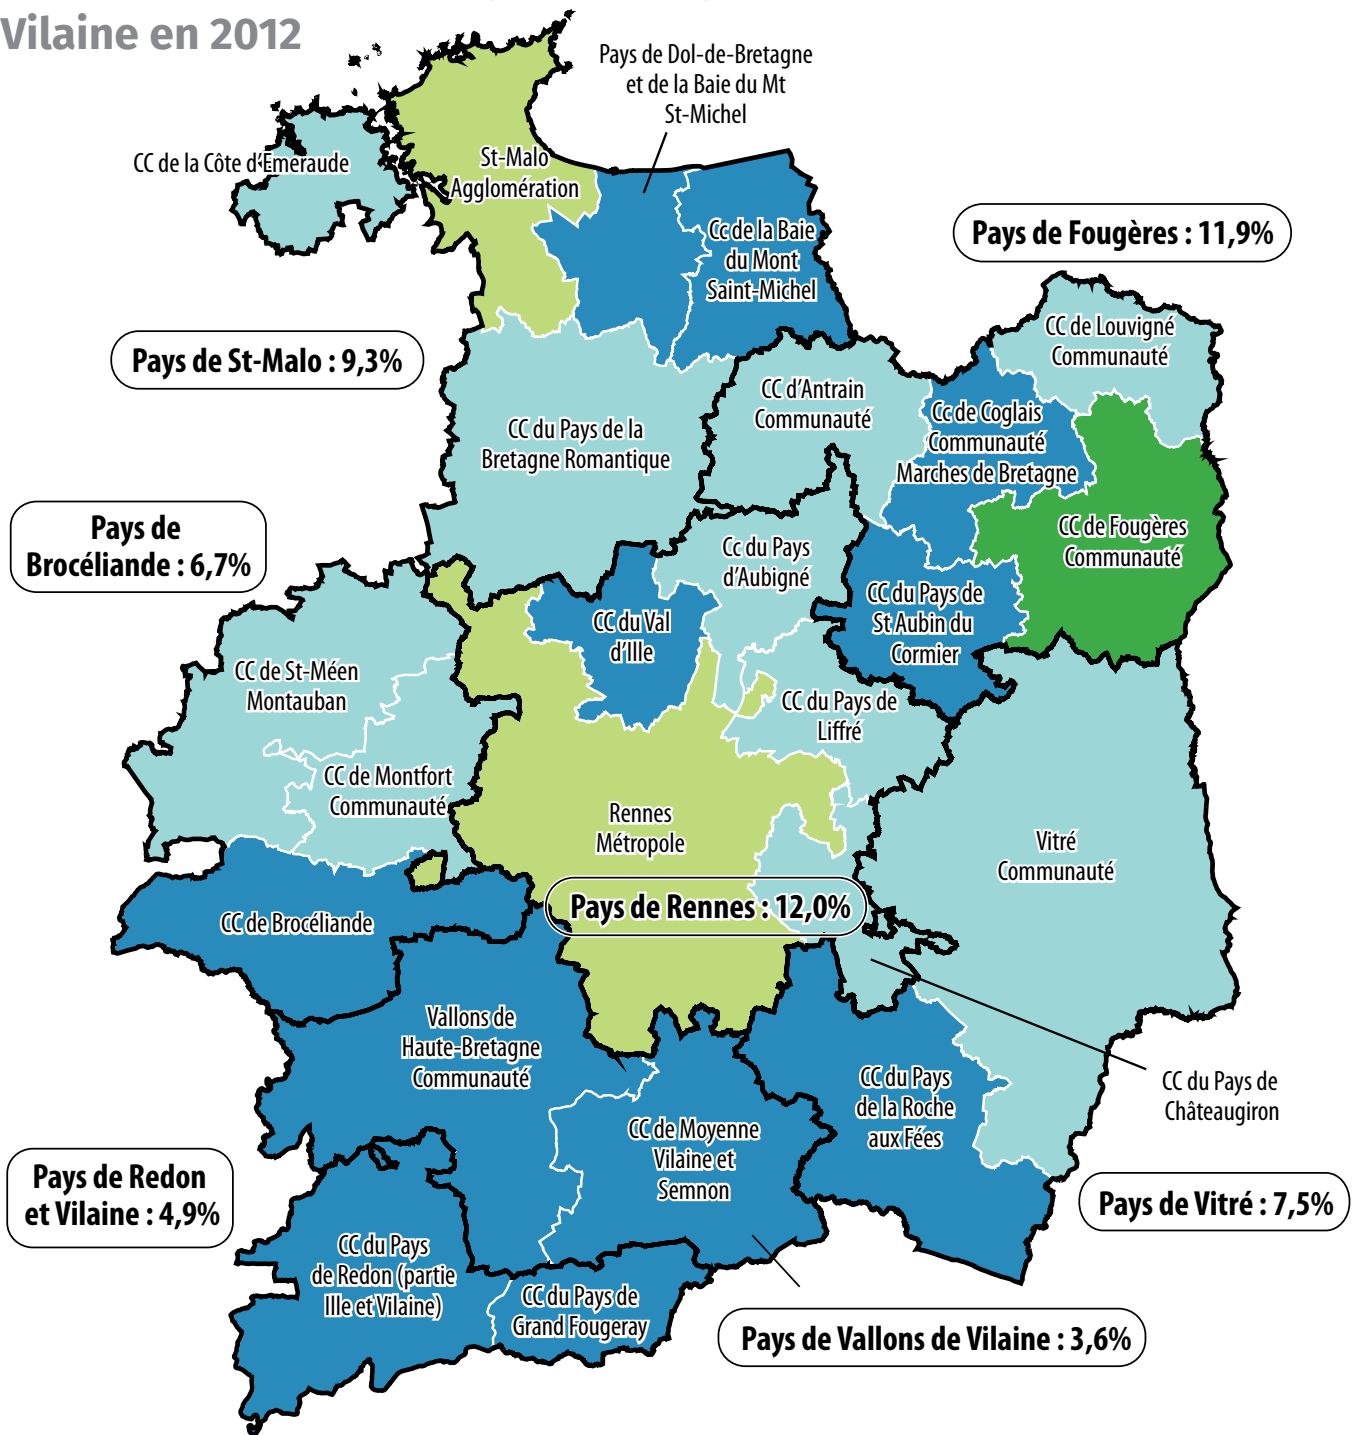 Vilaine en 2012
Pays de Dol-de-Bretagne
et de la Baie du Mt
St-Michel
CC de la Côte d'Emeraude
St-Malo
Agglomération
Cc de la Baie
du Mont
Saint-Michel
Pays de Fougères : 11,9%
CC de Louvigné
Communauté
Pays de St-Malo : 9,3%
CC d'Antrain
Communauté
Cc de Coglais
Communauté
Marches de Bretagne
CC du Pays de la
Bretagne Romantique
Pays de
Brocéliande : 6,7%
CC de Fougères
Communauté
Cc du Pays
d'Aubigné
CC du Pays de
St Aubin du
Cormier
CC du Val
d'Ille
CC de St-Méen
Montauban
CC du Pays de
Liffré
CC de Montfort
Communauté
Rennes
Métropole
Vitré
Communauté
Pays de Rennes : 12,0%
CC de Brocéliande
Vallons de
Haute-Bretagne
Communauté
CC du Pays
de la Roche
aux Fées
CC du Pays de
Châteaugiron
CC de Moyenne
Vilaine et
Semnon
Pays de Redon
et Vilaine : 4,9%
Pays de Vitré : 7,5%
CC du Pays
de Redon (partie
Ille et Vilaine)
CC du Pays de
Grand Fougeray
Pays de Vallons de Vilaine : 3,6%